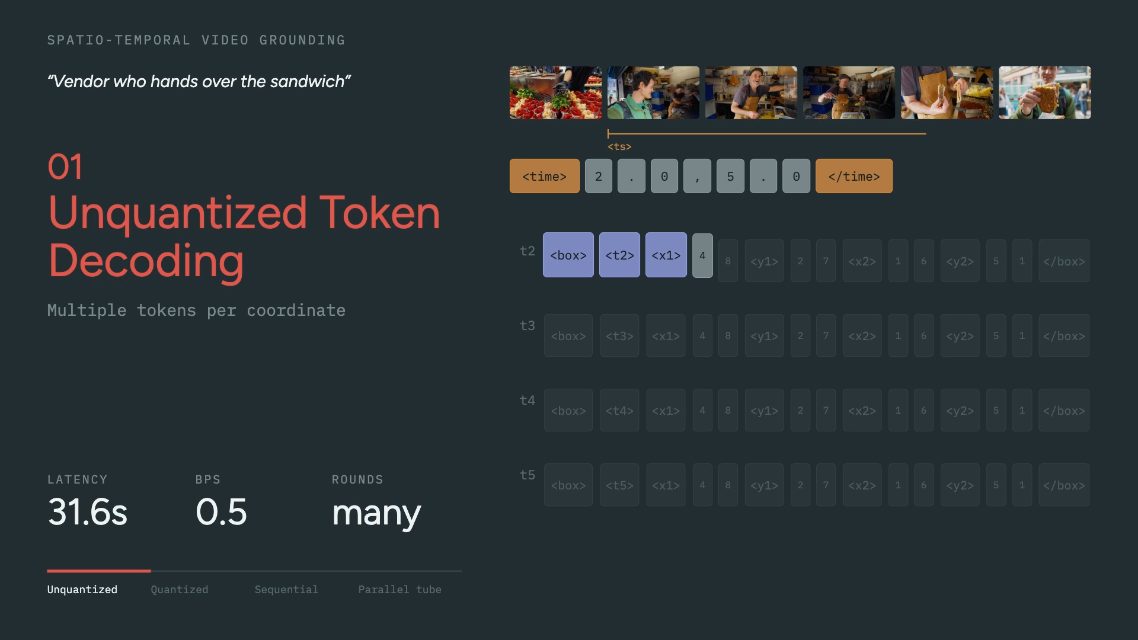 SPATIO-TEMPORAL VIDEO GROUNDING
“Vendor who hands over the sandwich”
01
Unquantized Token
Decoding
Multiple tokens per coordinate
LATENCY BPS ROUNDS
31.6s 0.5 many
Unquantized Quantized Sequential Parallel tube
<ts>
<time> 2 . 0 , 5 . 0 </time>
t2 <box> <t2> <x1> 4 8 <y1> 2 7 <x2> 1 6 <y2> 5 1 </box>
t3 <box> <t3> <x1> 4 8 <y1> 2 7 <x2> 1 6 <y2> 5 1 </box>
t4 <box> <t4> <x1> 4 8 <y1> 2 7 <x2> 1 6 <y2> 5 1 </box>
t5 <box> <t5> <x1> 4 8 <y1> 2 7 <x2> 1 6 <y2> 5 1 </box>